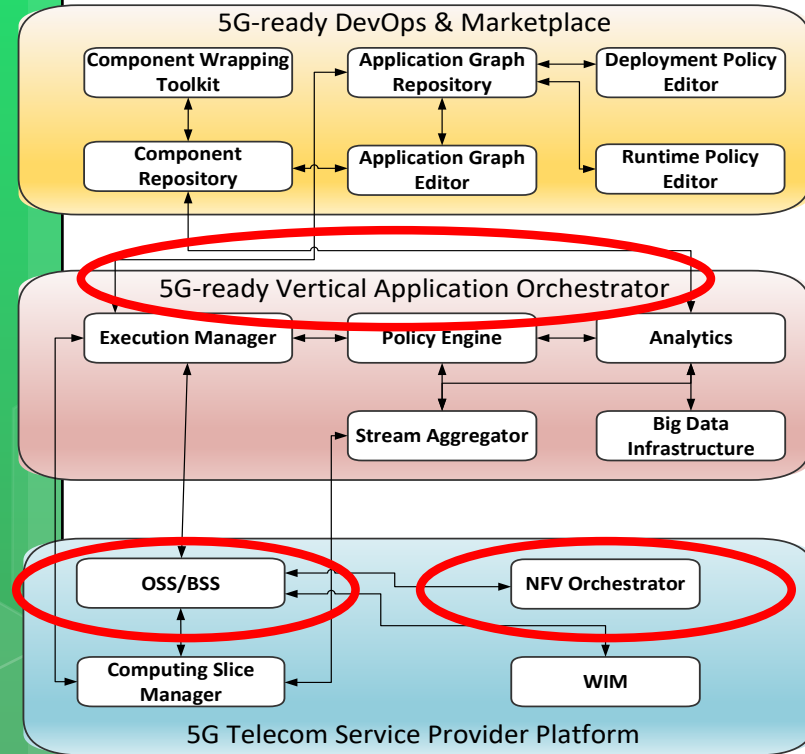 5G-ready DevOps & Marketplace
Component Wrapping
Toolkit
Application Graph
Repository
Deployment Policy
Editor
Component
Repository
Application Graph
Editor
Runtime Policy
Editor
5G-ready Vertical Application Orchestrator
Execution Manager
Policy Engine
Analytics
Stream Aggregator
Big Data
Infrastructure
OSS/BSS
NFV Orchestrator
Computing Slice
Manager
WIM
5G Telecom Service Provider Platform